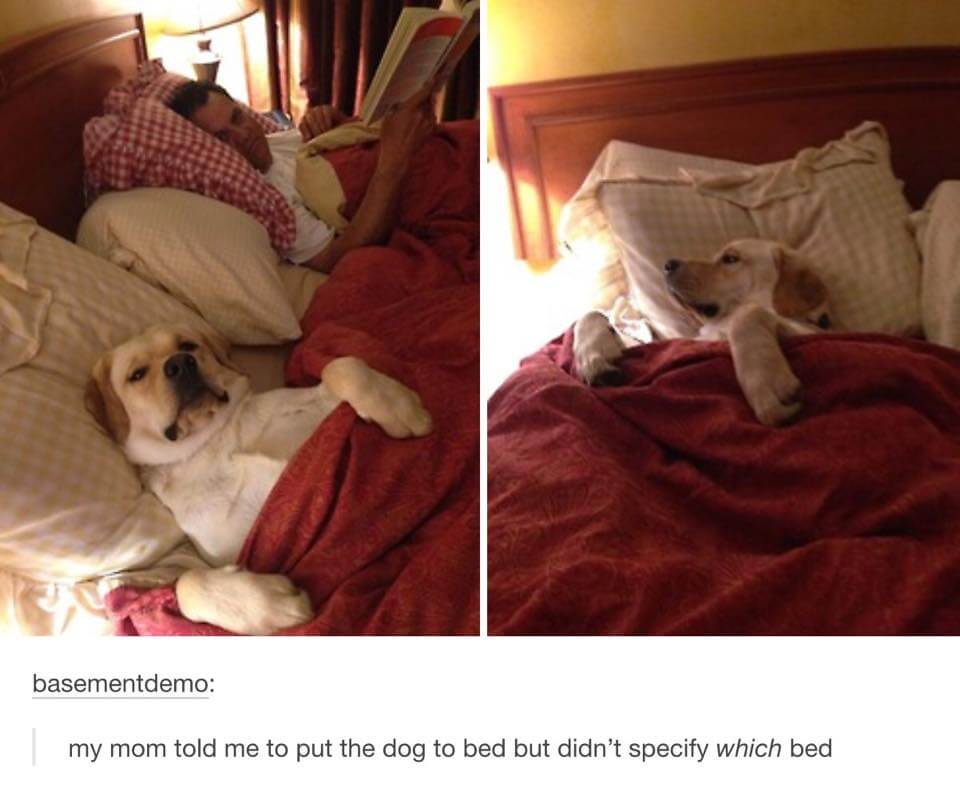 basementdemo:
my mom told me to put the dog to bed but didn’t specify which bed